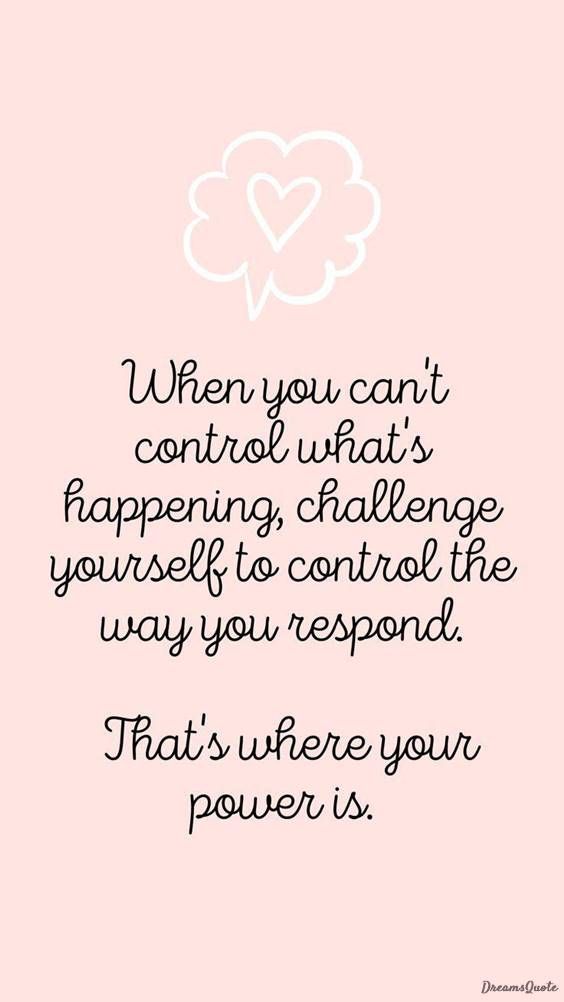 When you can't
control what's
happening, challenge
yourself to control the
way you respond.
That's where your
power is.
DreamsQuote